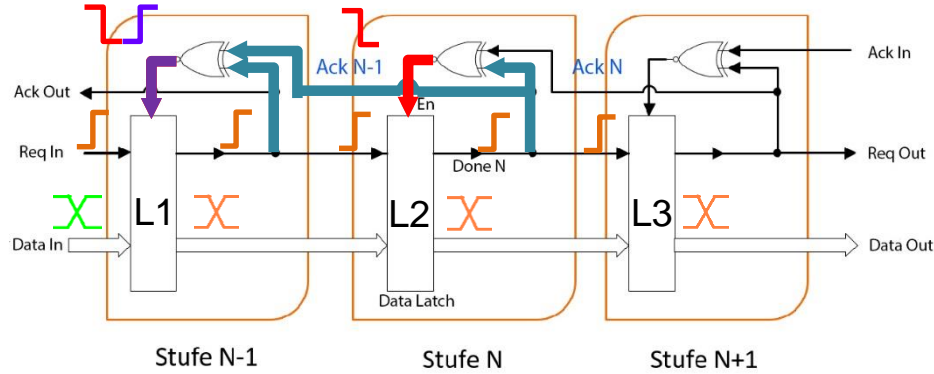 Ack N-1
Ack N
Ack In
Ack Out
En
Req In
Done N
Req Out
L1
L2
L3
Data In
Data Out
Data Latch
Stufe N-1
Stufe N
Stufe N+1